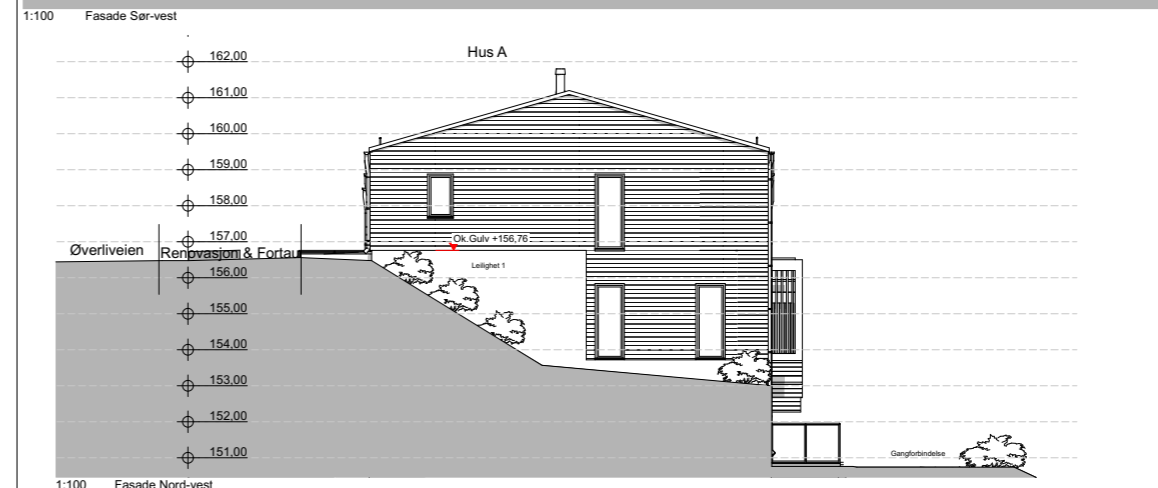 1:100 Fasade Sør-vest
Hus A
162,00
161,00
160,00
159,00
158,00
157,00
Øverliveien
Renovasjon & Fortau
Ok.Gulv +156,76
Leilighet 1
156,00
155,00
154,00
153,00
152,00
151,00
Gangforbindelse
1:100 Fasade Nord-vest